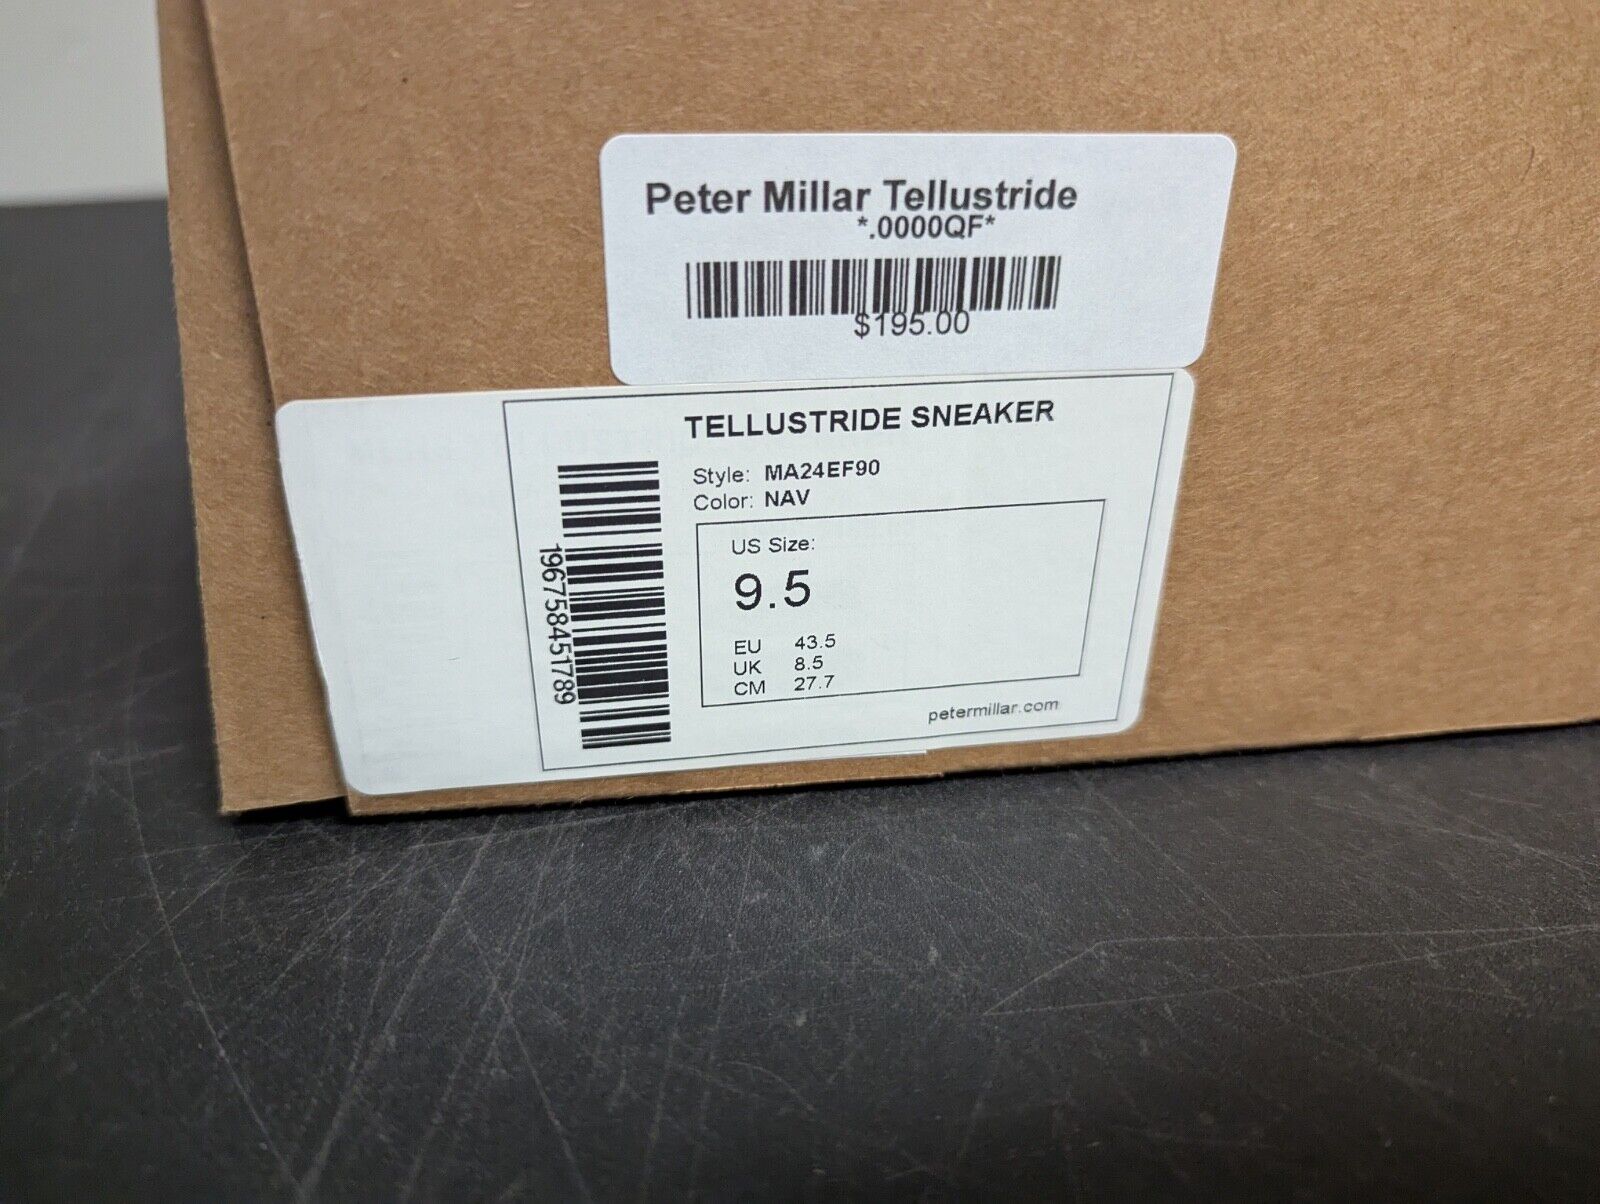 Peter Millar Tellustride
*.0000QF*
$195.00
TELLUSTRIDE SNEAKER
Style: MA24EF90
Color: NAV
US Size:
9.5
EU 43.5
UK 8.5
CM 27.7
petermillar.com
196758451789